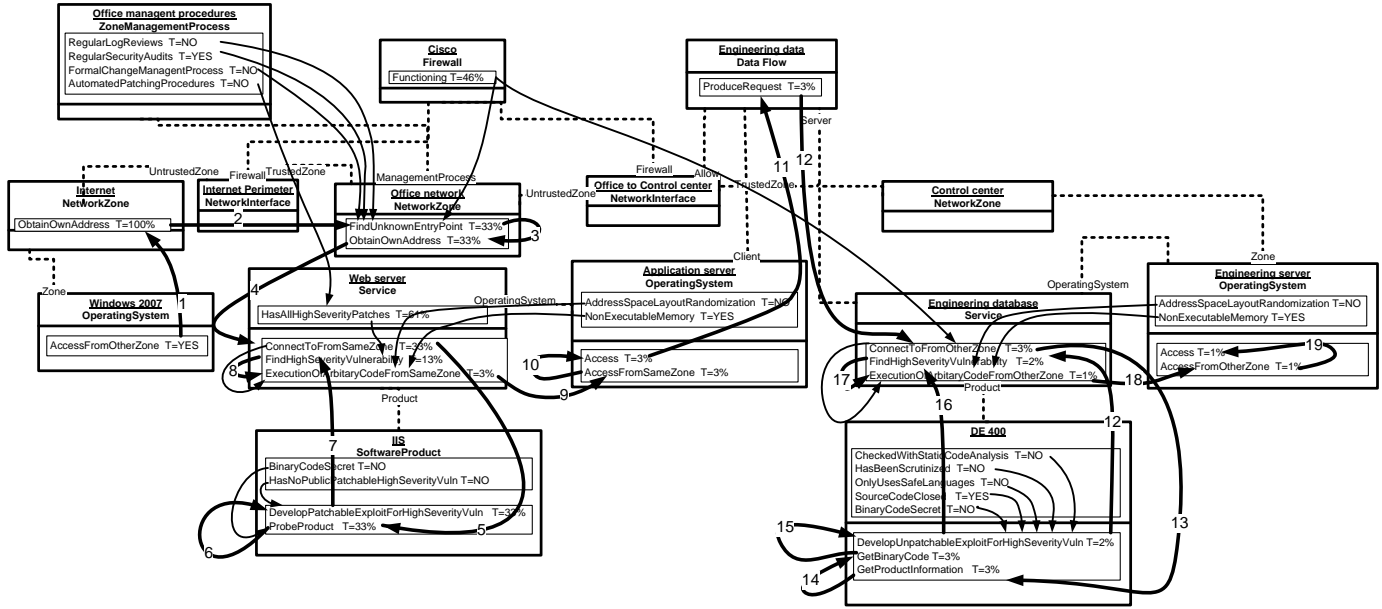 Office managent procedures
ZoneManagementProcess
RegularLogReviews T=NO
RegularSecurityAudits T=YES
FormalChangeManagentProcess T=NO
AutomatedPatchingProcedures T=NO
Cisco
Firewall
Functioning T=46%
Engineering data
Data Flow
ProduceRequest T=3%
Server
11
12
UntrustedZone
Firewall
TrustedZone
ManagementProcess
UntrustedZone
Firewall
Allow
TrustedZone
Internet
NetworkZone
ObtainOwnAddress T=100%
Internet Perimeter
NetworkInterface
2
Office network
NetworkZone
FindUnknownEntryPoint T=33%
ObtainOwnAddress T=33%
3
Office to Control center
NetworkInterface
Control center
NetworkZone
Client
Zone
Zone
1
4
Windows 2007
OperatingSystem
AccessFromOtherZone T=YES
Web server
Service
HasAllHighSeverityPatches T=61%
ConnectToFromSameZone T=33%
FindHighSeverityVulnerability T=13%
ExecutionOfArbitaryCodeFromSameZone T=3%
8
OperatingSystem
Application server
OperatingSystem
AddressSpaceLayoutRandomization T=NO
NonExecutableMemory T=YES
Access T=3%
AccessFromSameZone T=3%
10
9
Engineering database
Service
ConnectToFromOtherZone T=3%
FindHighSeverityVulnerability T=2%
ExecutionOfArbitaryCodeFromOtherZone T=1%
17
18
OperatingSystem
Engineering server
OperatingSystem
AddressSpaceLayoutRandomization T=NO
NonExecutableMemory T=YES
Access T=1%
AccessFromOtherZone T=1%
19
Product
7
IIS
SoftwareProduct
BinaryCodeSecret T=NO
HasNoPublicPatchableHighSeverityVuln T=NO
DevelopPatchableExploitForHighSeverityVuln T=33%
ProbeProduct T=33%
5
6
Product
16
12
DE 400
CheckedWithStaticCodeAnalysis T=NO
HasBeenScrutinized T=NO
OnlyUsesSafeLanguages T=NO
SourceCodeClosed T=YES
BinaryCodeSecret T=NO
DevelopUnpatchableExploitForHighSeverityVuln T=2%
GetBinaryCode T=3%
GetProductInformation T=3%
13
15
14